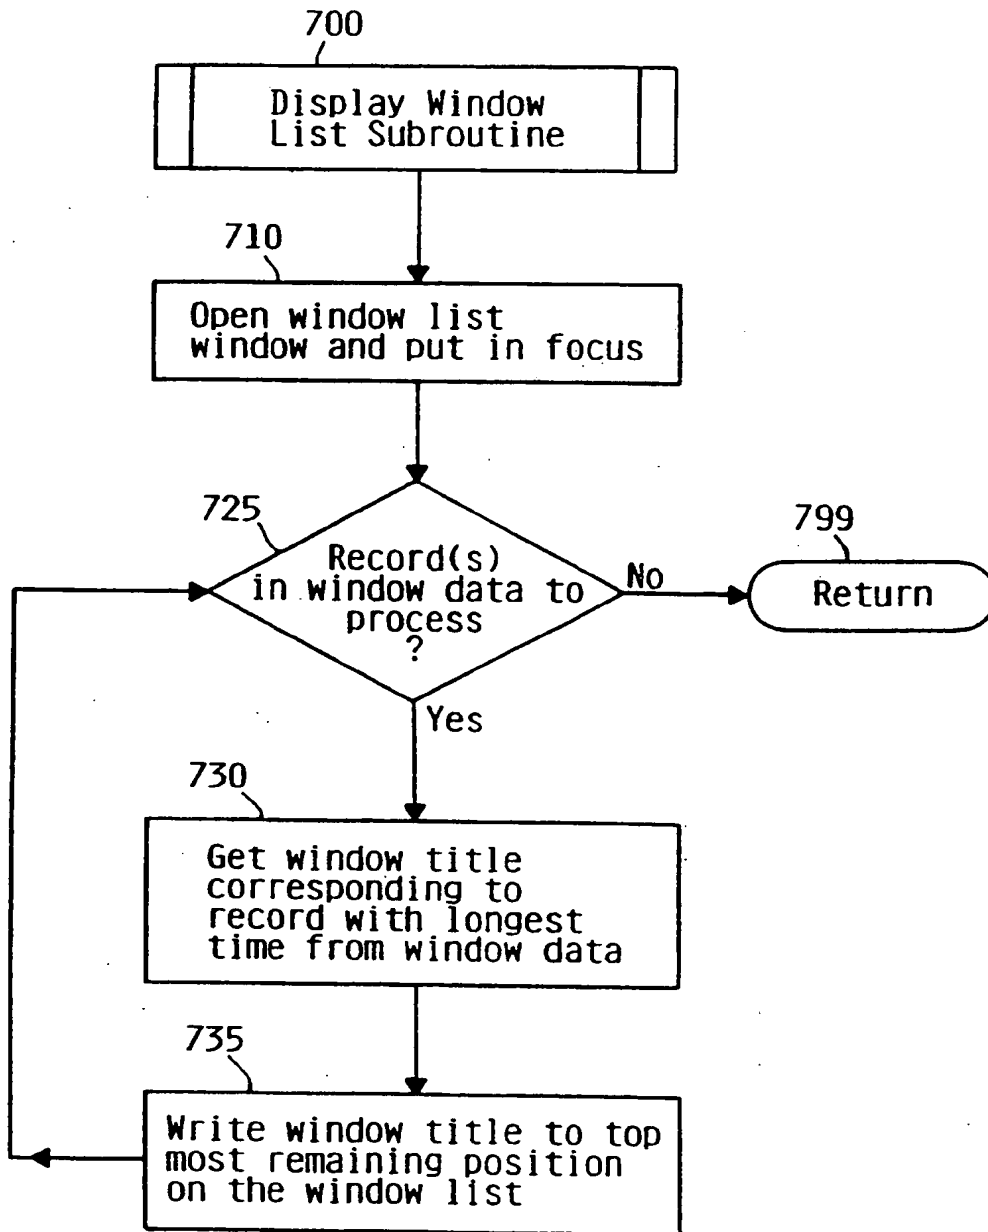 700
Display Window
List Subroutine
710
Open window list
window and put in focus
725
Record(s)
in window data to
process
?
No
799
Return
Yes
730
Get window title
corresponding to
record with longest
time from window data
735
Write window title to top
most remaining position
on the window list